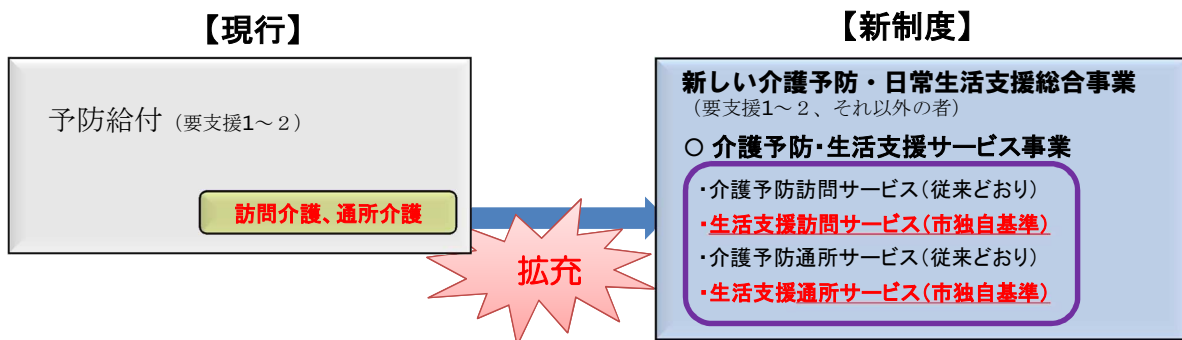 【現行】
予防給付（要支援1～２）
訪問介護、通所介護
拡充
【新制度】
新しい介護予防・日常生活支援総合事業
（要支援1～２、それ以外の者）
○ 介護予防・生活支援サービス事業
・介護予防訪問サービス（従来どおり）
・生活支援訪問サービス（市独自基準）
・介護予防通所サービス（従来どおり）
・生活支援通所サービス（市独自基準）